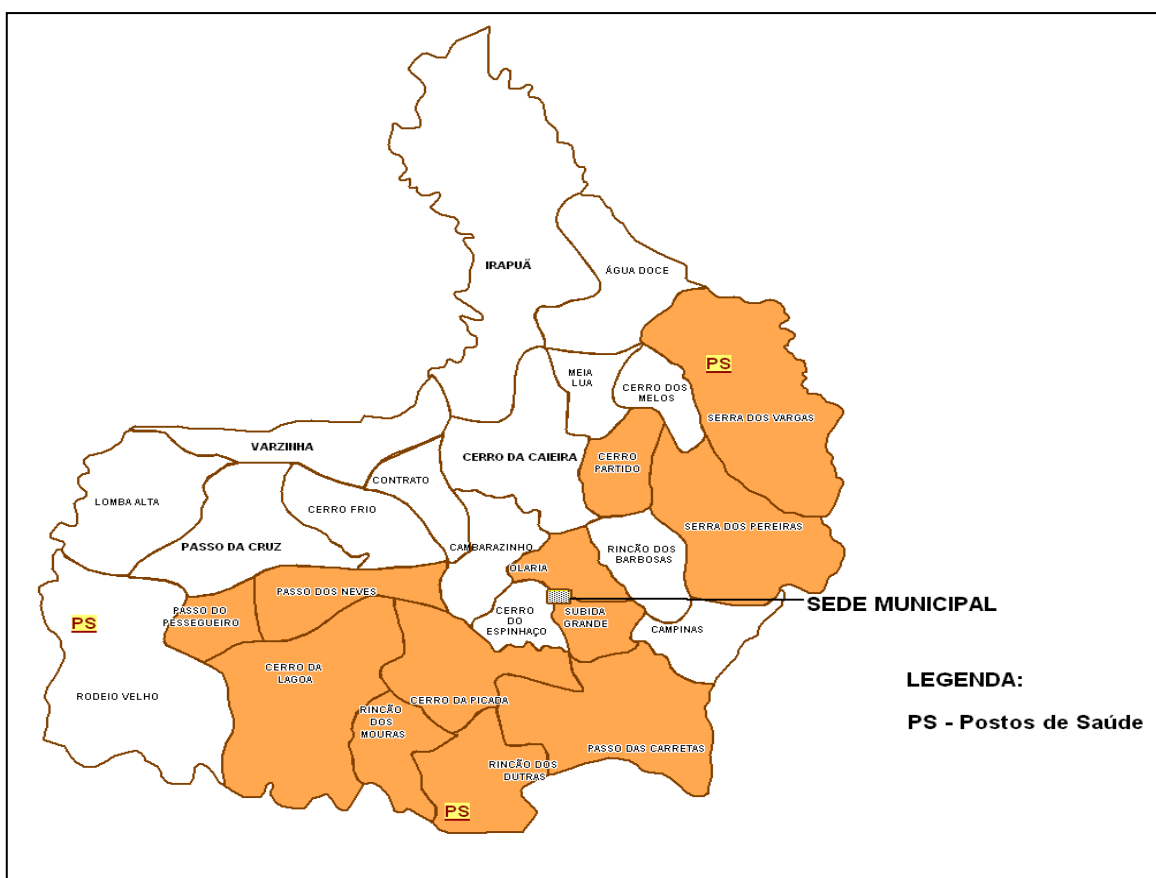 IRAPUÃ
ÁGUA DOCE
PS
MEIA
LUA
CERRO DOS
MELOS
SERRA DOS VARGAS
VARZINHA
CERRO DA CAIEIRA
CERRO
PARTIDO
CONTRATO
LOMBA ALTA
CERRO FRIO
SERRA DOS PEREIRAS
PASSO DA CRUZ
CAMBARAZINHO
RINCÃO DOS
BARBOSAS
OLARIA
PASSO DOS NEVES
PASSO DO
PESSEGUEIRO
SEDE MUNICIPAL
CERRO
DO
ESPINHAÇO
SUBIDA
GRANDE
CAMPINAS
PS
CERRO DA
LAGOA
RODEIO VELHO
CERRO DA PICADA
LEGENDA:
RINCÃO
DOS
MOURAS
PS - Postos de Saúde
PASSO DAS CARRETAS
RINCÃO DOS
DUTRAS
PS